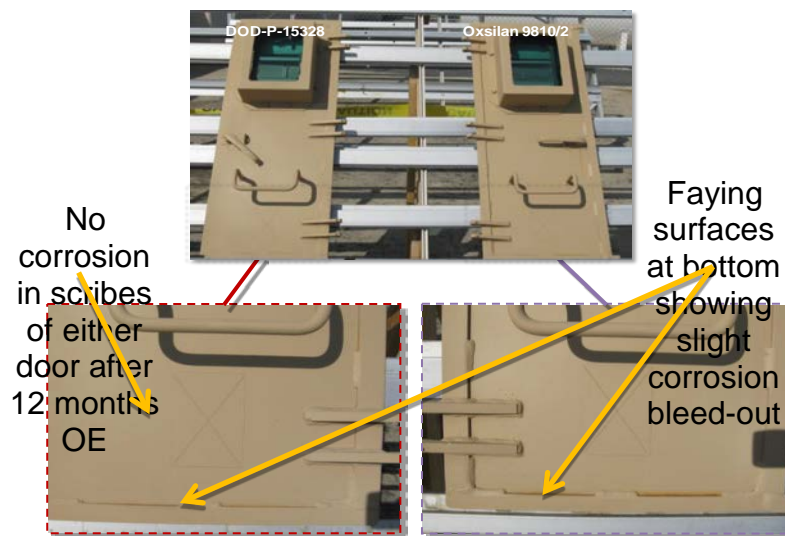 DOD-P-15328
Oxsilan 9810/2
No
corrosion
in scribes
of either
door after
12 months
OE
Faying
surfaces
at bottom
showing
slight
corrosion
bleed-out